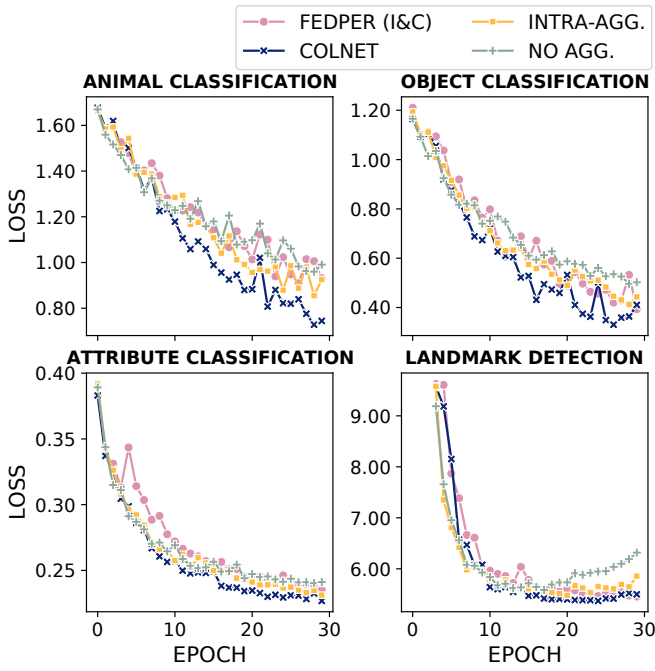 FEDPER (I&C) INTRA-AGG.
COLNET NO AGG.
ANIMAL CLASSIFICATION OBJECT CLASSIFICATION
1.60
1.40
1.20
1.00
0.80
LOSS
1.20
1.00
0.80
0.60
0.40
ATTRIBUTE CLASSIFICATION LANDMARK DETECTION
0.40
0.35
0.30
0.25
LOSS
0 10 20 30
EPOCH
9.00
8.00
7.00
6.00
0 10 20 30
EPOCH